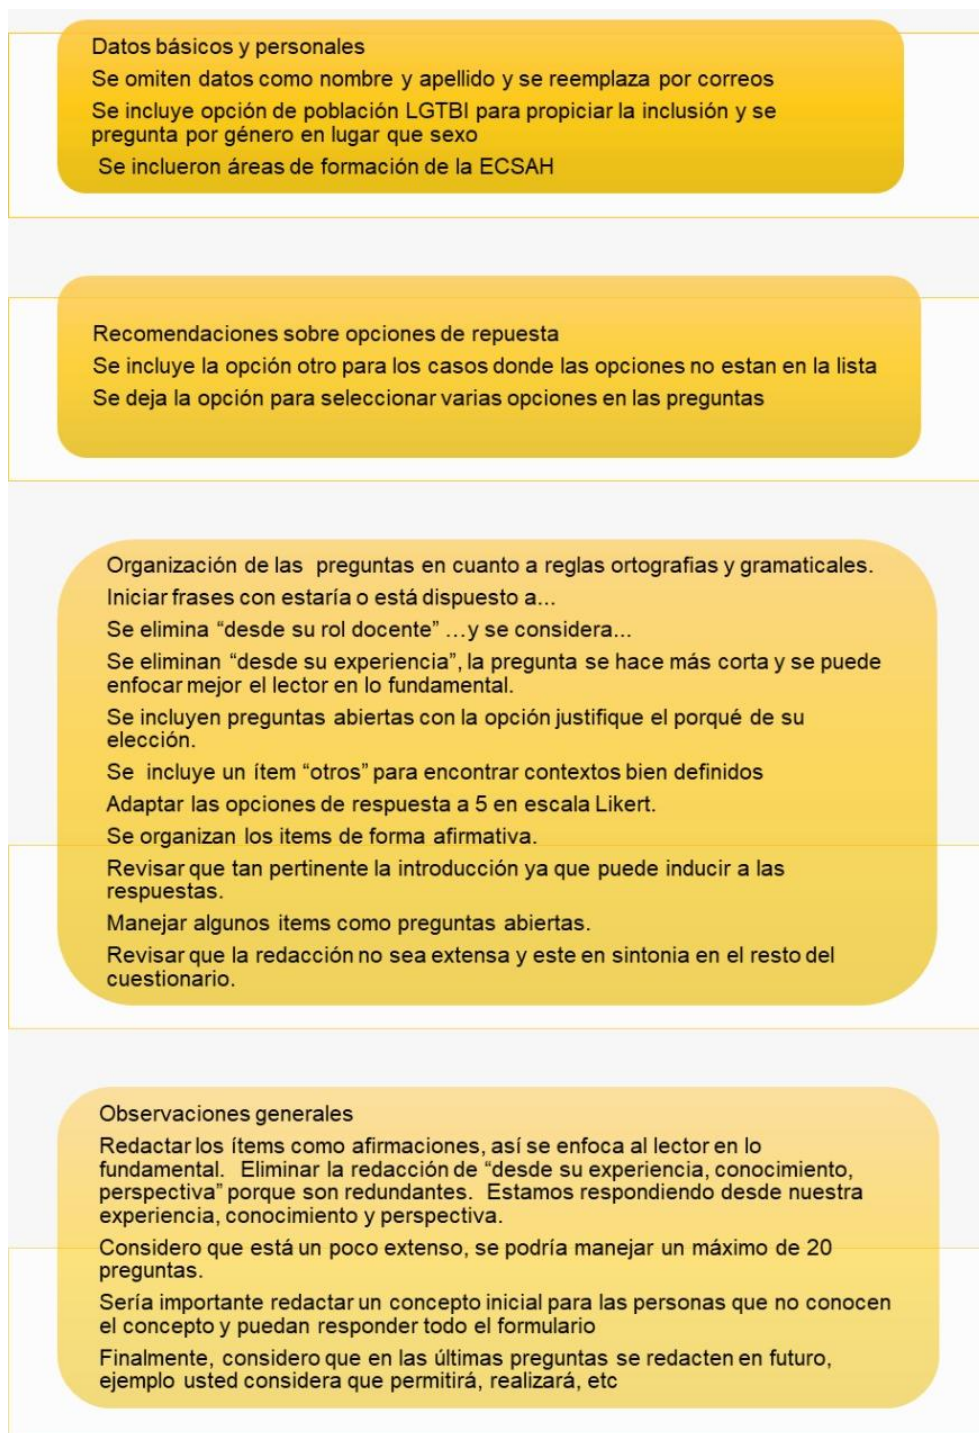 Datos básicos y personales
Se omiten datos como nombre y apellido y se reemplaza por correos
Se incluye opción de población LGTBI para propiciar la inclusión y se
pregunta por género en lugar que sexo
Se inclueron áreas de formación de la ECSAH
Recomendaciones sobre opciones de repuesta
Se incluye la opción otro para los casos donde las opciones no estan en la lista
Se deja la opción para seleccionar varias opciones en las preguntas
Organización de las preguntas en cuanto a reglas ortografias y gramaticales.
Iniciar frases con estaría o está dispuesto a...
Se elimina “desde su rol docente” …y se considera...
Se eliminan “desde su experiencia”, la pregunta se hace más corta y se puede
enfocar mejor el lector en lo fundamental.
Se incluyen preguntas abiertas con la opción justifique el porqué de su
elección.
Se incluye un ítem “otros” para encontrar contextos bien definidos
Adaptar las opciones de respuesta a 5 en escala Likert.
Se organizan los items de forma afirmativa.
Revisar que tan pertinente la introducción ya que puede inducir a las
respuestas.
Manejar algunos items como preguntas abiertas.
Revisar que la redacción no sea extensa y este en sintonia en el resto del
cuestionario.
Observaciones generales
Redactar los ítems como afirmaciones, así se enfoca al lector en lo
fundamental. Eliminar la redacción de “desde su experiencia, conocimiento,
perspectiva” porque son redundantes. Estamos respondiendo desde nuestra
experiencia, conocimiento y perspectiva.
Considero que está un poco extenso, se podría manejar un máximo de 20
preguntas.
Sería importante redactar un concepto inicial para las personas que no conocen
el concepto y puedan responder todo el formulario
Finalmente, considero que en las últimas preguntas se redacten en futuro,
ejemplo usted considera que permitirá, realizará, etc